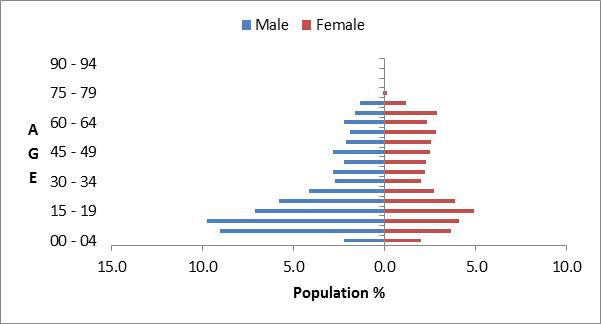 Male Female
90 - 94
75 - 79
60 - 64
45 - 49
30 - 34
15 - 19
00 - 04
A
G
E
15.0 10.0 5.0 0.0 5.0 10.0
Population %